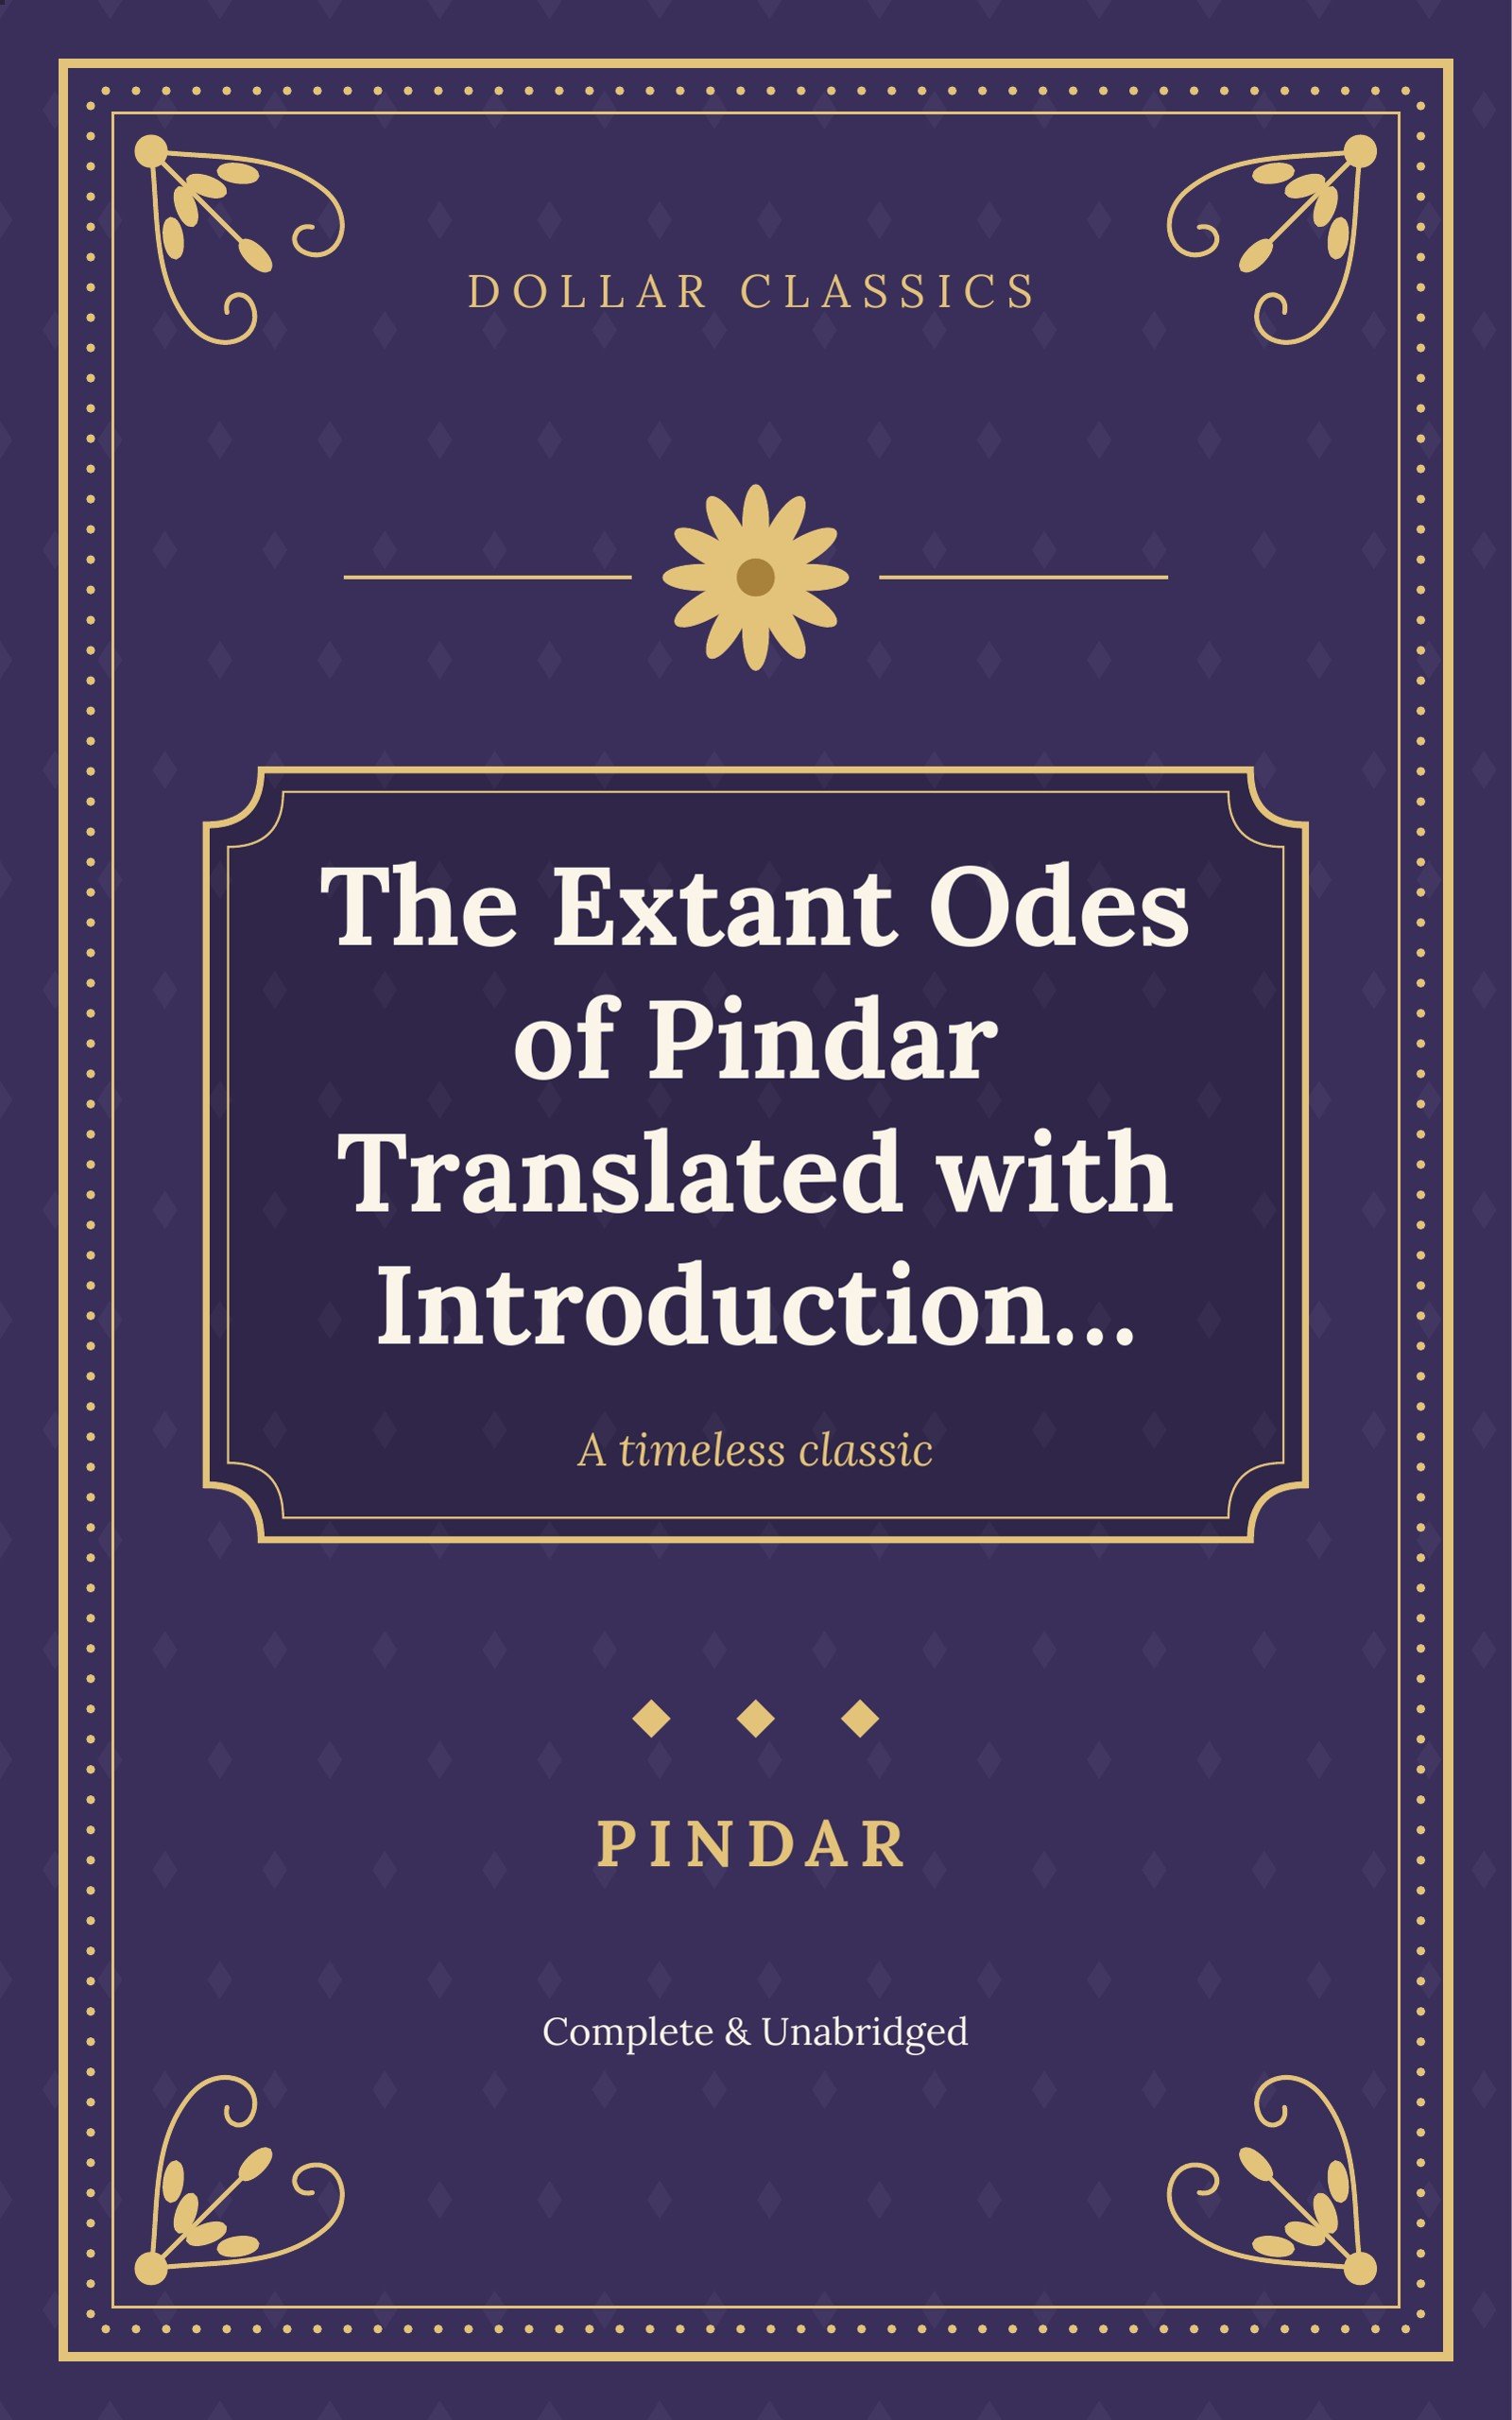 DOLLAR CLASSICS
The Extant Odes
of Pindar
Translated with
Introduction...
A timeless classic
PINDAR
Complete & Unabridged